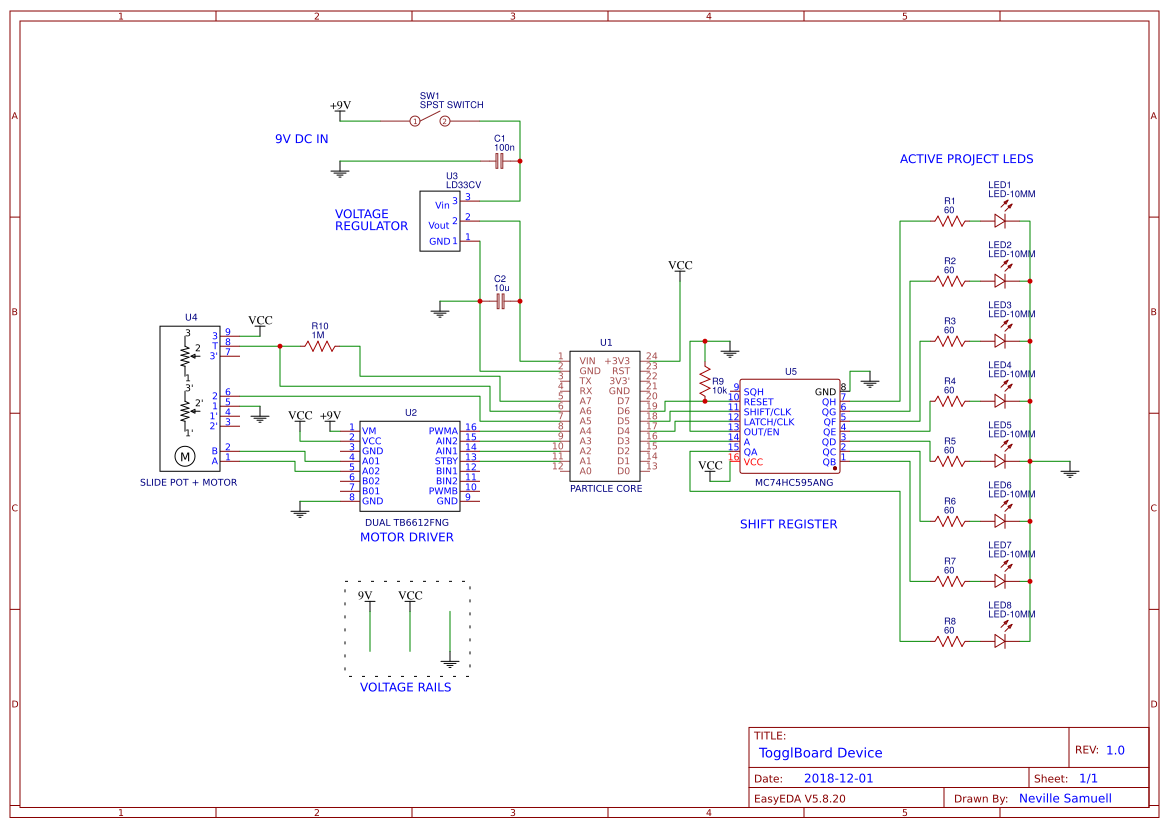 1 2 3 4 5
A
B
C
D
A
B
C
D
1 2 3 4 5
+9V
SW1
SPST SWITCH
1 2
9V DC IN
C1
100n
U3
LD33CV
Vin 3 3
Vout 2 2
GND 1 1
VOLTAGE
REGULATOR
C2
10u
U4
VCC
3
2
1
3'
2'
1'
M
3 9
T 8
3' 7
2 6
1 5
1' 4
2' 3
B 2
A 1
SLIDE POT + MOTOR
R10
1M
VCC +9V
U2
1 VM PWMA 16
2 VCC AIN2 15
3 GND AIN1 14
4 A01 STBY 13
5 A02 BIN1 12
6 B02 BIN2 11
7 B01 PWMB 10
8 GND GND 9
DUAL TB6612FNG
MOTOR DRIVER
9V VCC
VOLTAGE RAILS
VCC
U1
1 VIN +3V3 24
2 GND RST 23
3 TX 3V3' 22
4 RX GND 21
5 A7 D7 20
6 A6 D6 19
7 A5 D5 18
8 A4 D4 17
9 A3 D3 16
10 A2 D2 15
11 A1 D1 14
12 A0 D0 13
PARTICLE CORE
R9
10k
VCC
U5
9 SQH GND 8
10 RESET QH 7
11 SHIFT/CLK QG 6
12 LATCH/CLK QF 5
13 OUT/EN QE 4
14 A QD 3
15 QA QC 2
16 VCC QB 1
MC74HC595ANG
SHIFT REGISTER
ACTIVE PROJECT LEDS
R1
60
LED1
LED-10MM
R2
60
LED2
LED-10MM
R3
60
LED3
LED-10MM
R4
60
LED4
LED-10MM
R5
60
LED5
LED-10MM
R6
60
LED6
LED-10MM
R7
60
LED7
LED-10MM
R8
60
LED8
LED-10MM
TITLE:
TogglBoard Device
REV: 1.0
Date: 2018-12-01
Sheet: 1/1
EasyEDA V5.8.20
Drawn By: Neville Samuell